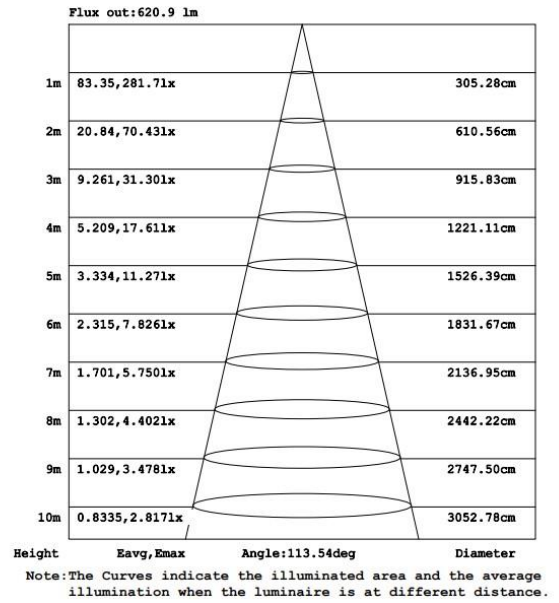 Flux out:620.9 lm
1m 83.35,281.7lx 305.28cm
2m 20.84,70.43lx 610.56cm
3m 9.261,31.30lx 915.83cm
4m 5.209,17.61lx 1221.11cm
5m 3.334,11.27lx 1526.39cm
6m 2.315,7.826lx 1831.67cm
7m 1.701,5.750lx 2136.95cm
8m 1.302,4.402lx 2442.22cm
9m 1.029,3.478lx 2747.50cm
10m 0.8335,2.817lx 3052.78cm
Height Eavg,Emax Angle:113.54deg Diameter
Note:The Curves indicate the illuminated area and the average
illumination when the luminaire is at different distance.